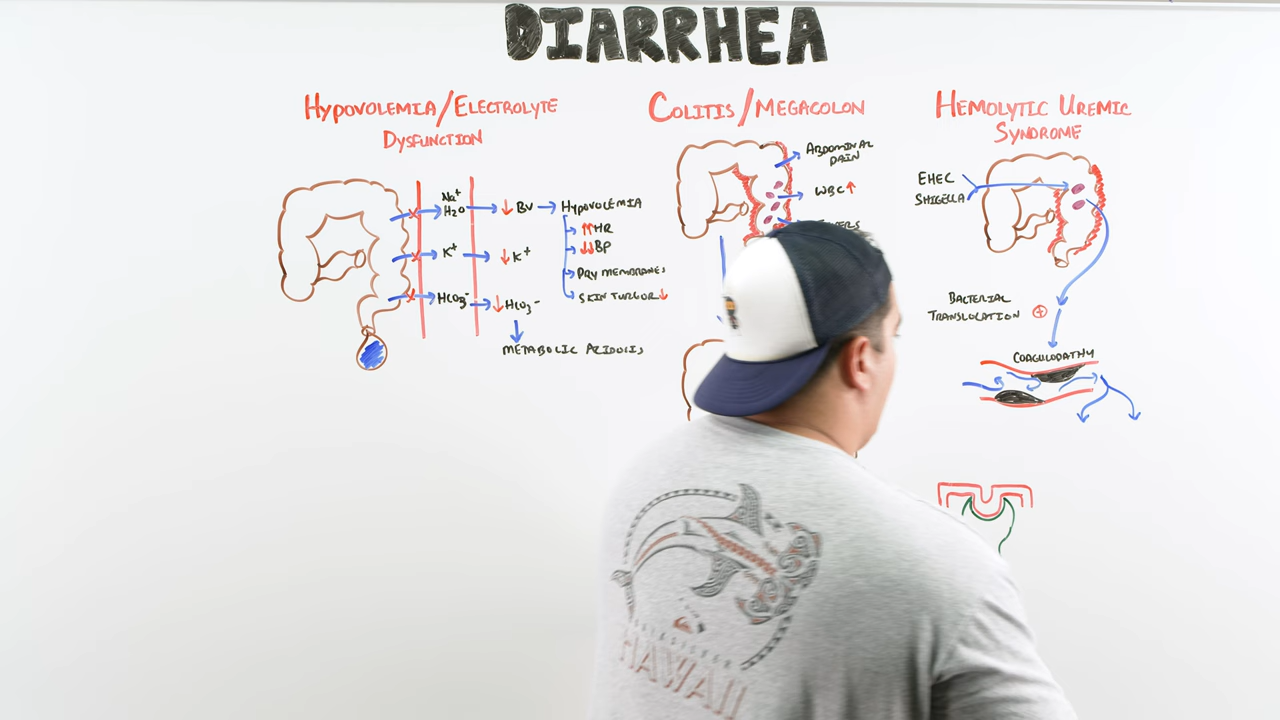 DIARRHEA
HYPOVOLEMIA/ELECTROLYTE
DYSFUNCTION
Na+
H2O
↓ BV → HYPOVOLEMIA
↑↑HR
↓↓BP
DRY MEMBRANES
SKIN TURGOR↓
K+
↓K+
HCO3-
↓HCO3-
METABOLIC ACIDOSIS
COLITIS/MEGACOLON
ABDOMINAL
PAIN
WBC↑
HEMOLYTIC UREMIC
SYNDROME
EHEC
SHIGELLA
BACTERIAL
TRANSLOCATION +
COAGULOPATHY
QUIKSILVER
HAWAII